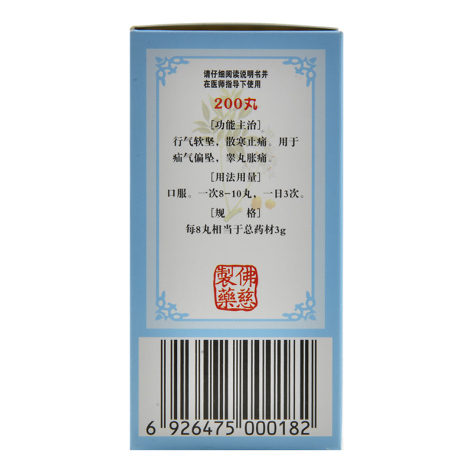 请仔细阅读说明书并
在医师指导下使用
200丸
[功能主治]
行气软坚，散寒止痛。用于
疝气偏坠，睾丸胀痛。
[用法用量]
口服。一次8-10丸，一日3次。
[规 格]
每8丸相当于总药材3g
佛慈
製藥
6 926475 000182